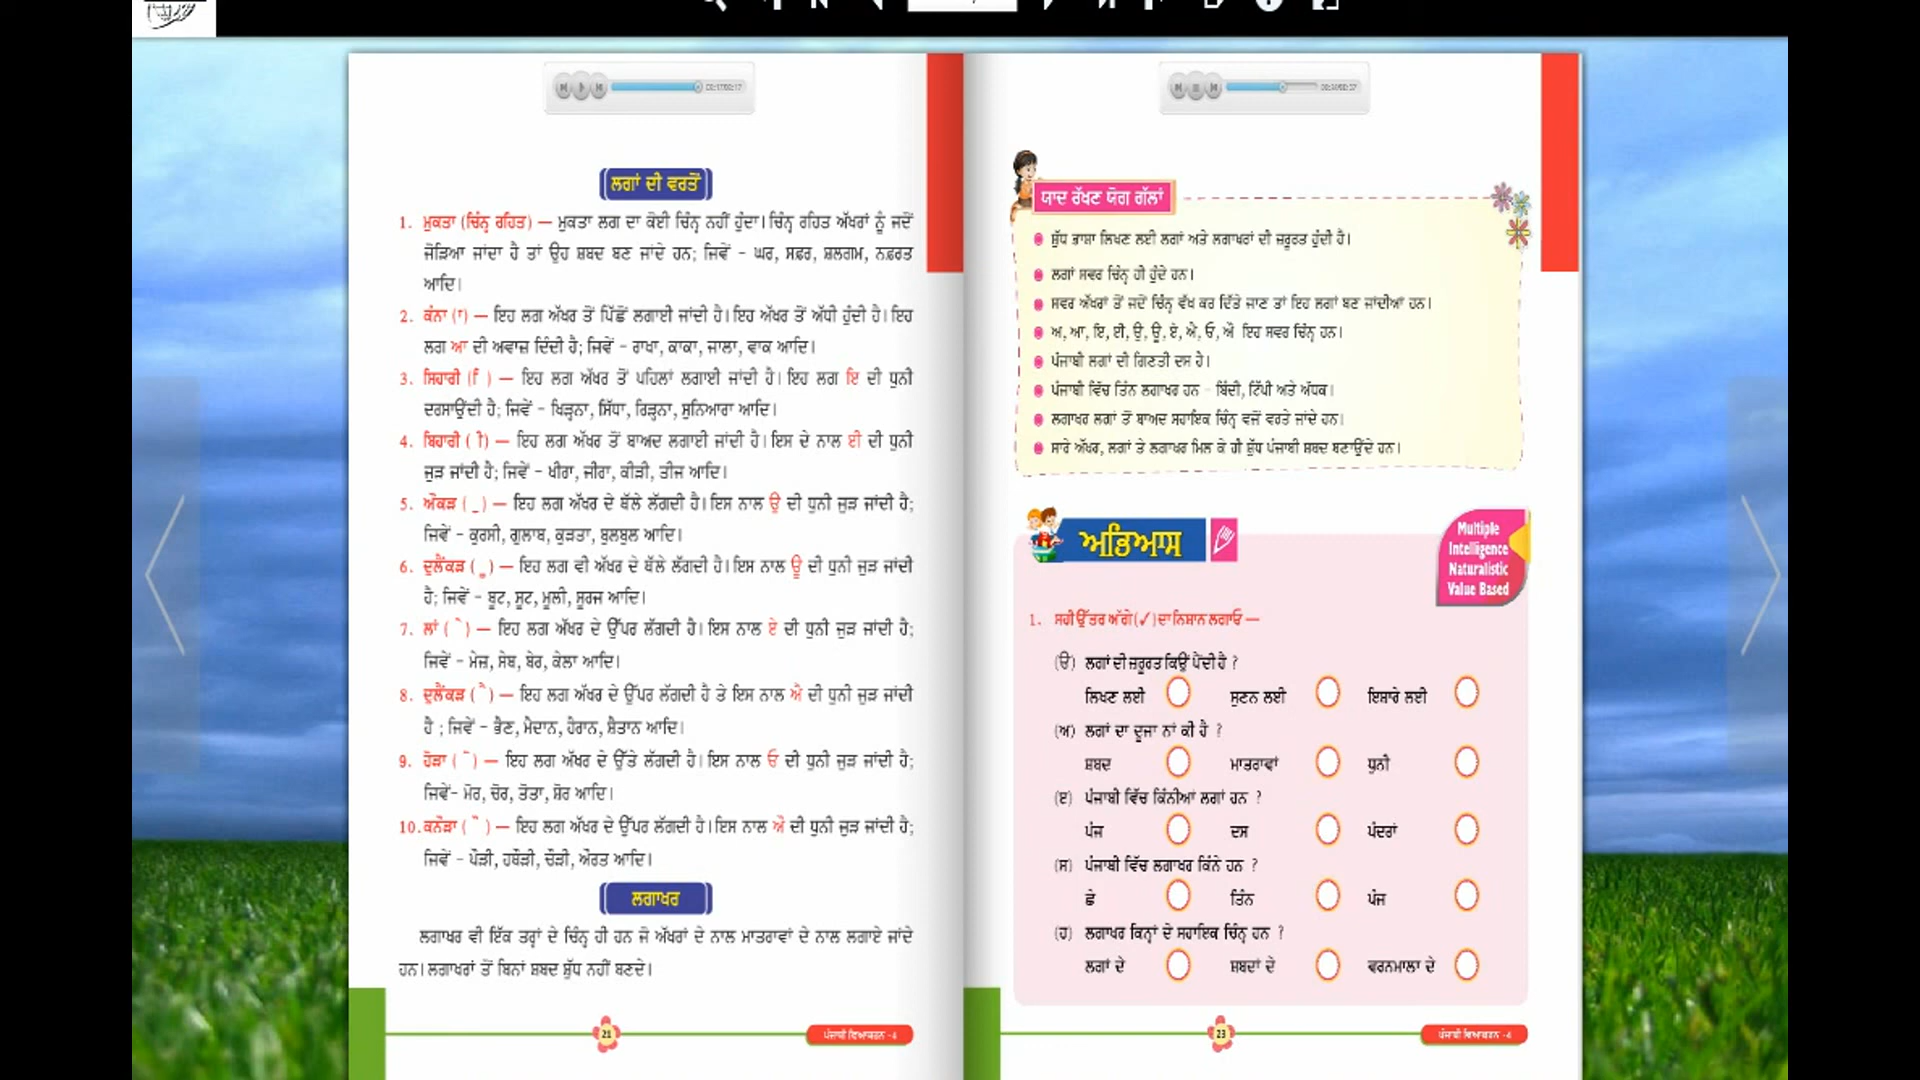 ਲਗਾਂ ਦੀ ਵਰਤੋਂ
1. ਮੁਕਤਾ (ਚਿੰਨ੍ਹ ਰਹਿਤ) — ਮੁਕਤਾ ਲਗ ਦਾ ਕੋਈ ਚਿੰਨ੍ਹ ਨਹੀਂ ਹੁੰਦਾ। ਚਿੰਨ੍ਹ ਰਹਿਤ ਅੱਖਰਾਂ ਨੂੰ ਜਦੋਂ
ਜੋੜਿਆ ਜਾਂਦਾ ਹੈ ਤਾਂ ਉਹ ਸ਼ਬਦ ਬਣ ਜਾਂਦੇ ਹਨ; ਜਿਵੇਂ - ਘਰ, ਸਫ਼ਰ, ਸ਼ਲਗਮ, ਨਫ਼ਰਤ
ਆਦਿ।
2. ਕੰਨਾ (ਾ) — ਇਹ ਲਗ ਅੱਖਰ ਤੋਂ ਪਿੱਛੋਂ ਲਗਾਈ ਜਾਂਦੀ ਹੈ। ਇਹ ਅੱਖਰ ਤੋਂ ਅੱਧੀ ਹੁੰਦੀ ਹੈ। ਇਹ
ਲਗ ਆ ਦੀ ਅਵਾਜ਼ ਦਿੰਦੀ ਹੈ; ਜਿਵੇਂ - ਰਾਖਾ, ਕਾਕਾ, ਜਾਲਾ, ਵਾਕ ਆਦਿ।
3. ਸਿਹਾਰੀ (ਿ) — ਇਹ ਲਗ ਅੱਖਰ ਤੋਂ ਪਹਿਲਾਂ ਲਗਾਈ ਜਾਂਦੀ ਹੈ। ਇਹ ਲਗ ਇ ਦੀ ਧੁਨੀ
ਦਰਸਾਉਂਦੀ ਹੈ; ਜਿਵੇਂ - ਖਿੜ੍ਹਨਾ, ਸਿੱਧਾ, ਰਿੜ੍ਹਨਾ, ਸੁਨਿਆਰਾ ਆਦਿ।
4. ਬਿਹਾਰੀ (ੀ) — ਇਹ ਲਗ ਅੱਖਰ ਤੋਂ ਬਾਅਦ ਲਗਾਈ ਜਾਂਦੀ ਹੈ। ਇਸ ਦੇ ਨਾਲ ਈ ਦੀ ਧੁਨੀ
ਜੁੜ ਜਾਂਦੀ ਹੈ; ਜਿਵੇਂ - ਖੀਰਾ, ਜੀਰਾ, ਕੀੜੀ, ਤੀਜ ਆਦਿ।
5. ਔਕੜ (ੁ) — ਇਹ ਲਗ ਅੱਖਰ ਦੇ ਥੱਲੇ ਲੱਗਦੀ ਹੈ। ਇਸ ਨਾਲ ਉ ਦੀ ਧੁਨੀ ਜੁੜ ਜਾਂਦੀ ਹੈ;
ਜਿਵੇਂ - ਕੁਰਸੀ, ਗੁਲਾਬ, ਕੁੜਤਾ, ਬੁਲਬੁਲ ਆਦਿ।
6. ਦੁਲੈਂਕੜ (ੂ) — ਇਹ ਲਗ ਵੀ ਅੱਖਰ ਦੇ ਥੱਲੇ ਲੱਗਦੀ ਹੈ। ਇਸ ਨਾਲ ਊ ਦੀ ਧੁਨੀ ਜੁੜ ਜਾਂਦੀ
ਹੈ; ਜਿਵੇਂ - ਬੂਟ, ਸੂਟ, ਮੂਲੀ, ਸੂਰਜ ਆਦਿ।
7. ਲਾਂ (ੇ) — ਇਹ ਲਗ ਅੱਖਰ ਦੇ ਉੱਪਰ ਲੱਗਦੀ ਹੈ। ਇਸ ਨਾਲ ਏ ਦੀ ਧੁਨੀ ਜੁੜ ਜਾਂਦੀ ਹੈ;
ਜਿਵੇਂ - ਮੇਜ਼, ਸੇਬ, ਬੇਰ, ਕੇਲਾ ਆਦਿ।
8. ਦੁਲੈਂਕੜ (ੈ) — ਇਹ ਲਗ ਅੱਖਰ ਦੇ ਉੱਪਰ ਲੱਗਦੀ ਹੈ ਤੇ ਇਸ ਨਾਲ ਐ ਦੀ ਧੁਨੀ ਜੁੜ ਜਾਂਦੀ
ਹੈ ; ਜਿਵੇਂ - ਭੈਣ, ਮੈਦਾਨ, ਹੈਰਾਨ, ਸ਼ੈਤਾਨ ਆਦਿ।
9. ਹੋੜਾ (ੋ) — ਇਹ ਲਗ ਅੱਖਰ ਦੇ ਉੱਤੇ ਲੱਗਦੀ ਹੈ। ਇਸ ਨਾਲ ਓ ਦੀ ਧੁਨੀ ਜੁੜ ਜਾਂਦੀ ਹੈ;
ਜਿਵੇਂ- ਮੋਰ, ਚੋਰ, ਤੋਤਾ, ਸ਼ੋਰ ਆਦਿ।
10. ਕਨੌੜਾ (ੌ) — ਇਹ ਲਗ ਅੱਖਰ ਦੇ ਉੱਪਰ ਲੱਗਦੀ ਹੈ। ਇਸ ਨਾਲ ਔ ਦੀ ਧੁਨੀ ਜੁੜ ਜਾਂਦੀ ਹੈ;
ਜਿਵੇਂ - ਪੌੜੀ, ਹਥੌੜੀ, ਚੌੜੀ, ਔਰਤ ਆਦਿ।
ਲਗਾਖਰ
ਲਗਾਖਰ ਵੀ ਇੱਕ ਤਰ੍ਹਾਂ ਦੇ ਚਿੰਨ੍ਹ ਹੀ ਹਨ ਜੋ ਅੱਖਰਾਂ ਦੇ ਨਾਲ ਮਾਤਰਾਵਾਂ ਦੇ ਨਾਲ ਲਗਾਏ ਜਾਂਦੇ
ਹਨ। ਲਗਾਖਰਾਂ ਤੋਂ ਬਿਨਾਂ ਸ਼ਬਦ ਸ਼ੁੱਧ ਨਹੀਂ ਬਣਦੇ।
21
ਪੰਜਾਬੀ ਵਿਆਕਰਨ -4
ਯਾਦ ਰੱਖਣ ਯੋਗ ਗੱਲਾਂ
ਸ਼ੁੱਧ ਭਾਸ਼ਾ ਲਿਖਣ ਲਈ ਲਗਾਂ ਅਤੇ ਲਗਾਖਰਾਂ ਦੀ ਜ਼ਰੂਰਤ ਹੁੰਦੀ ਹੈ।
ਲਗਾਂ ਸਵਰ ਚਿੰਨ੍ਹ ਹੀ ਹੁੰਦੇ ਹਨ।
ਸਵਰ ਅੱਖਰਾਂ ਤੋਂ ਜਦੋਂ ਚਿੰਨ੍ਹ ਵੱਖ ਕਰ ਦਿੱਤੇ ਜਾਣ ਤਾਂ ਇਹ ਲਗਾਂ ਬਣ ਜਾਂਦੀਆਂ ਹਨ।
ਅ, ਆ, ਇ, ਈ, ਉ, ਊ, ਏ, ਐ, ਓ, ਔ ਇਹ ਸਵਰ ਚਿੰਨ੍ਹ ਹਨ।
ਪੰਜਾਬੀ ਲਗਾਂ ਦੀ ਗਿਣਤੀ ਦਸ ਹੈ।
ਪੰਜਾਬੀ ਵਿੱਚ ਤਿੰਨ ਲਗਾਖਰ ਹਨ - ਬਿੰਦੀ, ਟਿੱਪੀ ਅਤੇ ਅੱਧਕ।
ਲਗਾਖਰ ਲਗਾਂ ਤੋਂ ਬਾਅਦ ਸਹਾਇਕ ਚਿੰਨ੍ਹ ਵਜੋਂ ਵਰਤੇ ਜਾਂਦੇ ਹਨ।
ਸਾਰੇ ਅੱਖਰ, ਲਗਾਂ ਤੇ ਲਗਾਖਰ ਮਿਲ ਕੇ ਹੀ ਸ਼ੁੱਧ ਪੰਜਾਬੀ ਸ਼ਬਦ ਬਣਾਉਂਦੇ ਹਨ।
ਅਭਿਆਸ
Multiple
Intelligence
Naturalistic
Value Based
1. ਸਹੀ ਉੱਤਰ ਅੱਗੇ (✓) ਦਾ ਨਿਸ਼ਾਨ ਲਗਾਓ —
(ੳ) ਲਗਾਂ ਦੀ ਜ਼ਰੂਰਤ ਕਿਉਂ ਪੈਂਦੀ ਹੈ ?
ਲਿਖਣ ਲਈ ਸੁਣਨ ਲਈ ਇਸ਼ਾਰੇ ਲਈ
(ਅ) ਲਗਾਂ ਦਾ ਦੂਜਾ ਨਾਂ ਕੀ ਹੈ ?
ਸ਼ਬਦ ਮਾਤਰਾਵਾਂ ਧੁਨੀ
(ੲ) ਪੰਜਾਬੀ ਵਿੱਚ ਕਿੰਨੀਆਂ ਲਗਾਂ ਹਨ ?
ਪੰਜ ਦਸ ਪੰਦਰਾਂ
(ਸ) ਪੰਜਾਬੀ ਵਿੱਚ ਲਗਾਖਰ ਕਿੰਨੇ ਹਨ ?
ਛੇ ਤਿੰਨ ਪੰਜ
(ਹ) ਲਗਾਖਰ ਕਿਨ੍ਹਾਂ ਦੇ ਸਹਾਇਕ ਚਿੰਨ੍ਹ ਹਨ ?
ਲਗਾਂ ਦੇ ਸ਼ਬਦਾਂ ਦੇ ਵਰਨਮਾਲਾ ਦੇ
23
ਪੰਜਾਬੀ ਵਿਆਕਰਨ -4